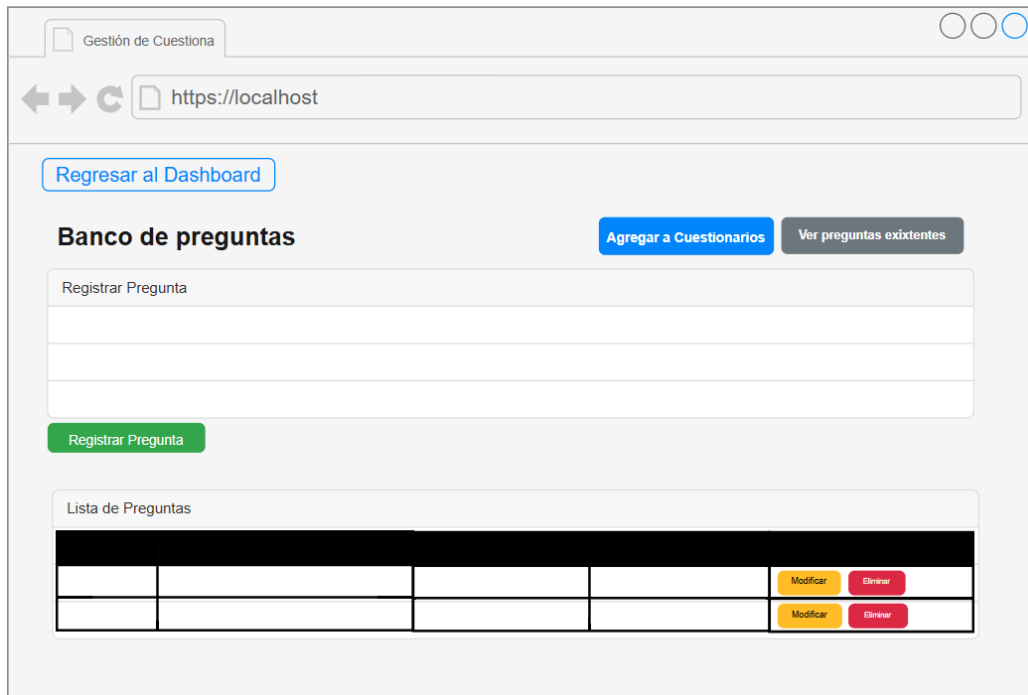 Gestión de Cuestiona
https://localhost
Regresar al Dashboard
Banco de preguntas
Agregar a Cuestionarios
Ver preguntas exixtentes
Registrar Pregunta
Registrar Pregunta
Lista de Preguntas
Modificar Eliminar
Modificar Eliminar